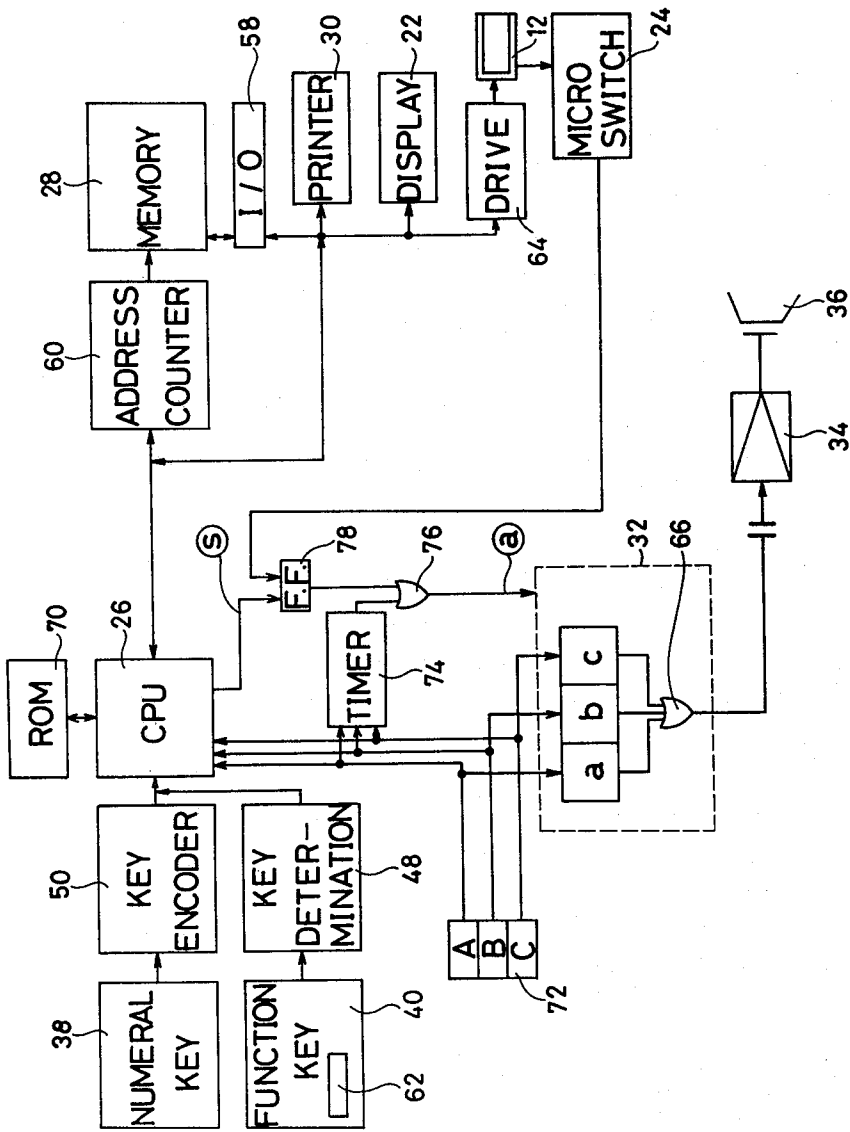 NUMERAL
KEY
38
KEY
ENCODER
50
FUNCTION
KEY
40
62
KEY
DETER-
MINATION
48
ROM
70
CPU
26
ADDRESS
COUNTER
60
MEMORY
28
I/O
58
PRINTER
30
DISPLAY
22
DRIVE
64
12
MICRO
SWITCH
24
S
F.F.
78
TIMER
74
76
a
A
B
C
72
32
a
b
c
66
34
36